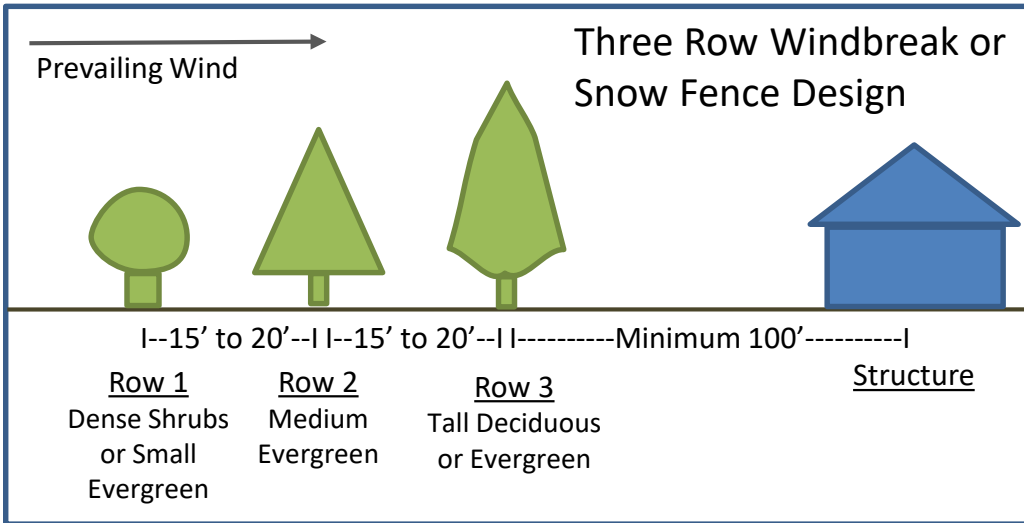 Prevailing Wind
Three Row Windbreak or
Snow Fence Design
I--15’ to 20’--I I--15’ to 20’--I I----------Minimum 100’----------I
Row 1
Dense Shrubs
or Small
Evergreen
Row 2
Medium
Evergreen
Row 3
Tall Deciduous
or Evergreen
Structure